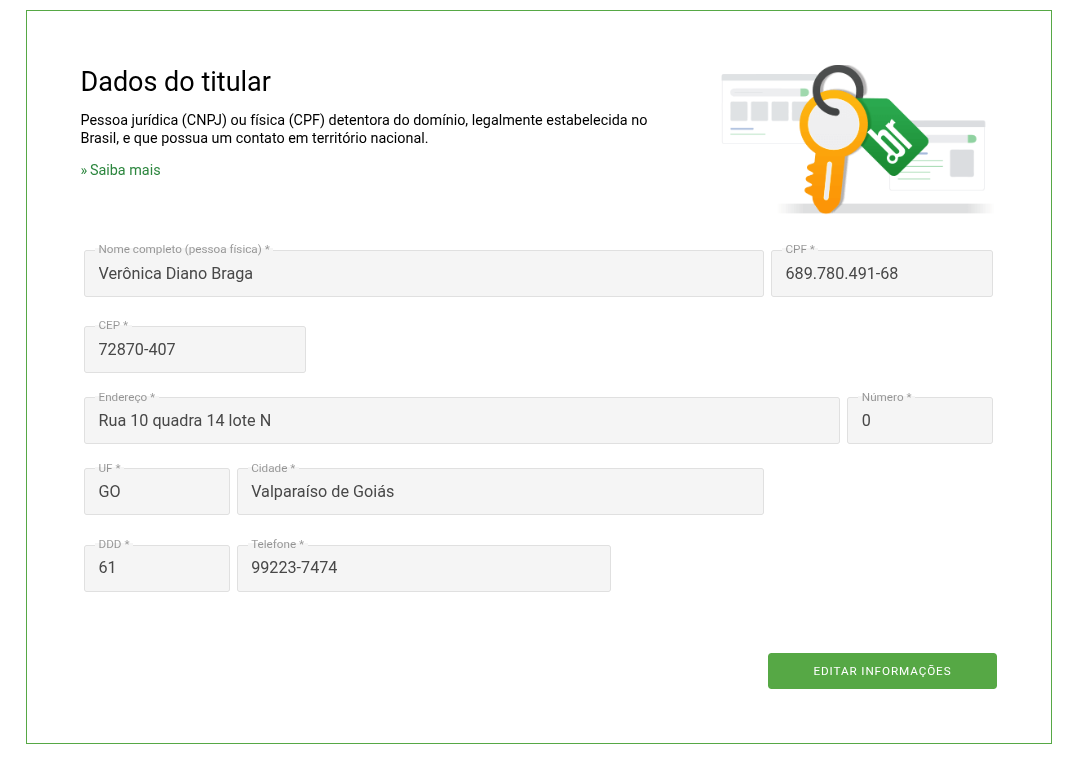 Dados do titular
Pessoa jurídica (CNPJ) ou física (CPF) detentora do domínio, legalmente estabelecida no
Brasil, e que possua um contato em território nacional.
» Saiba mais
br
Nome completo (pessoa física) *
Verônica Diano Braga
CPF *
689.780.491-68
CEP *
72870-407
Endereço *
Rua 10 quadra 14 lote N
Número *
0
UF *
GO
Cidade *
Valparaíso de Goiás
DDD *
61
Telefone *
99223-7474
EDITAR INFORMAÇÕES